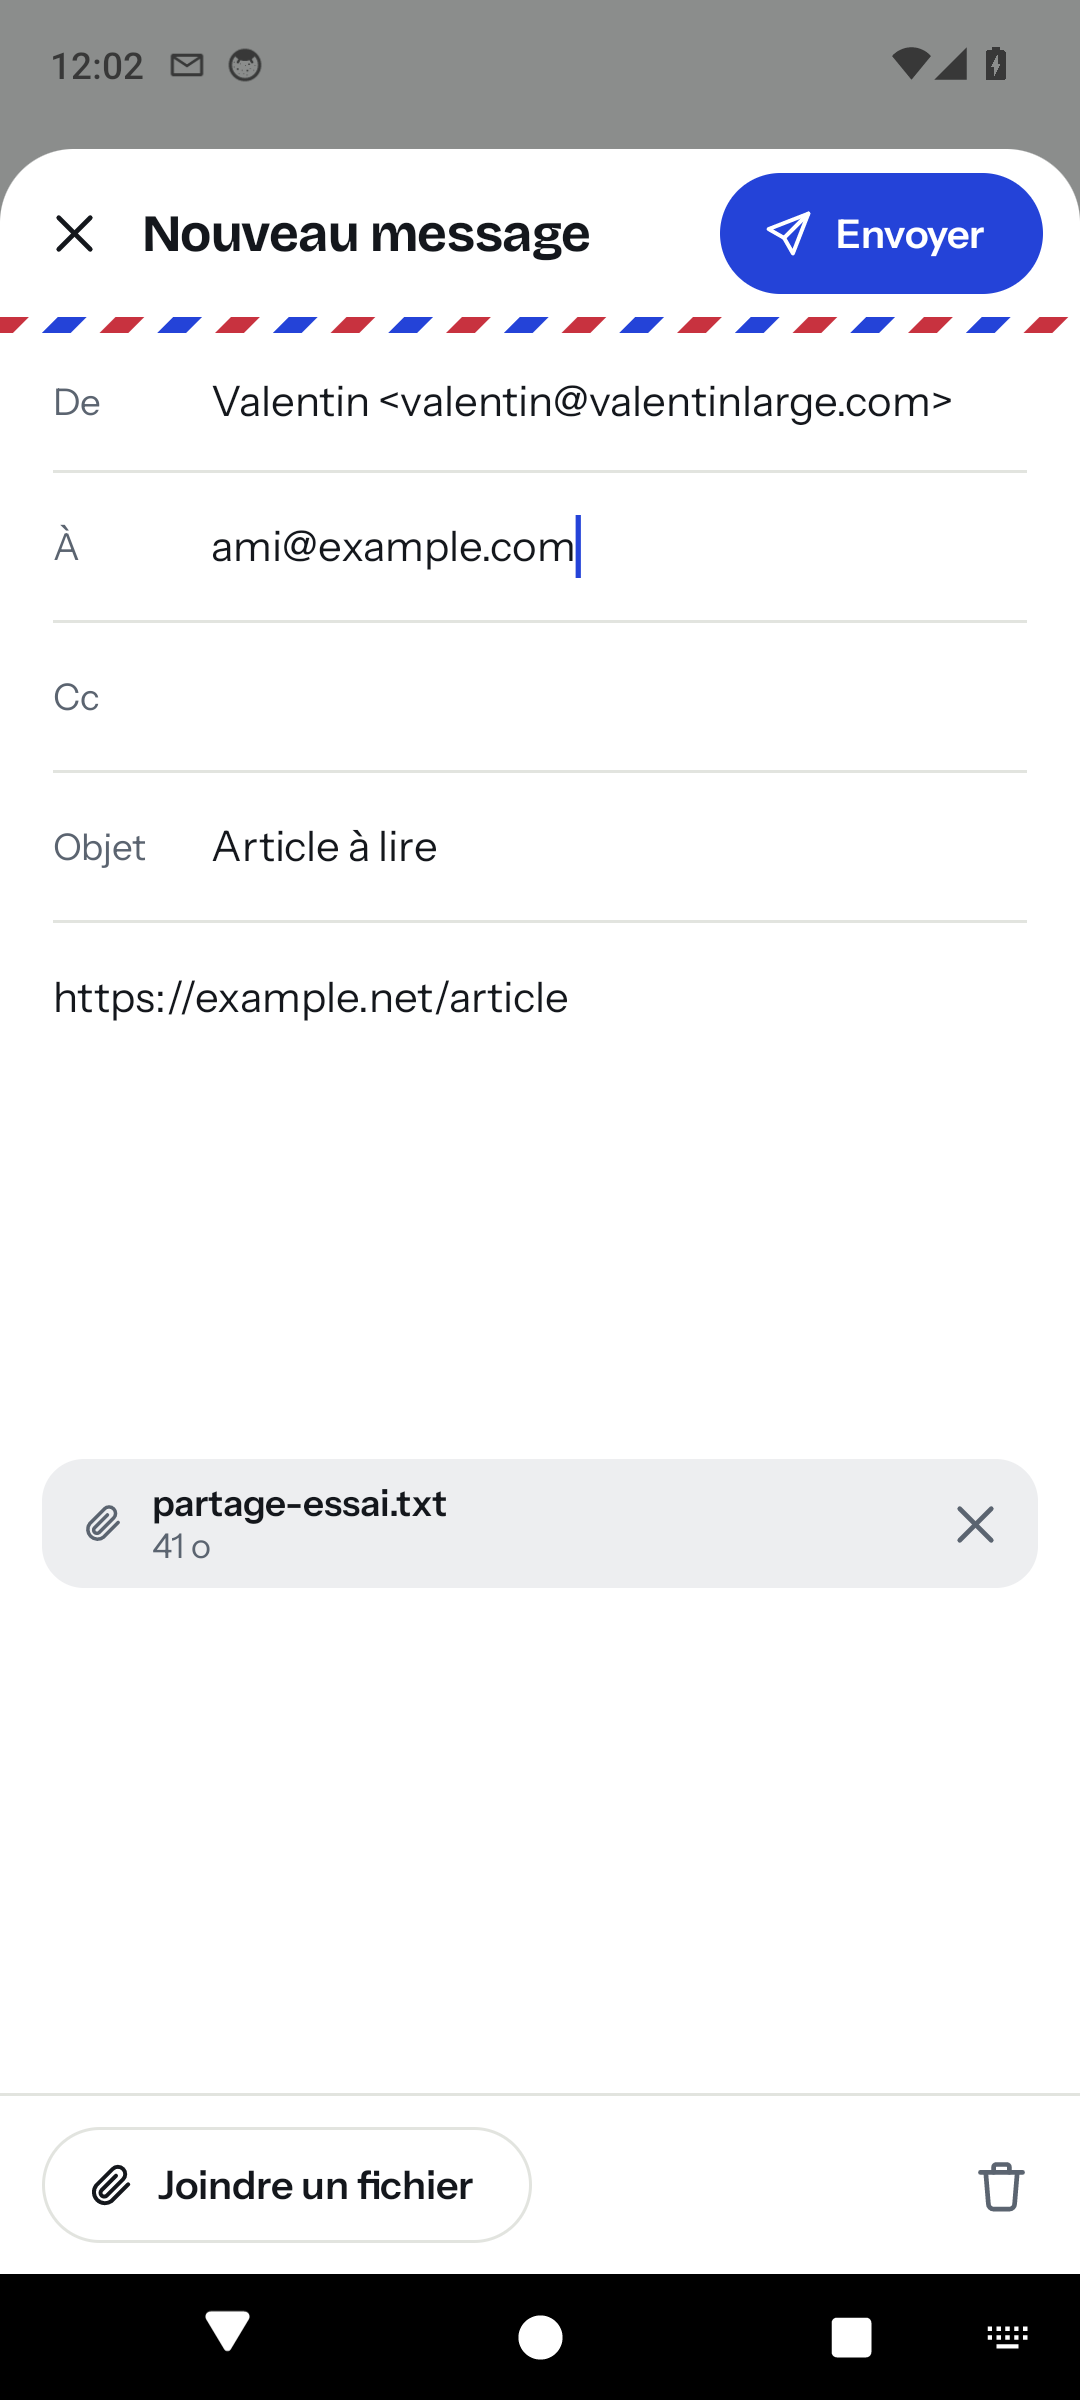 12:02
Nouveau message
Envoyer
De Valentin <valentin@valentinlarge.com>
À ami@example.com
Cc
Objet Article à lire
https://example.net/article
partage-essai.txt
41 o
Joindre un fichier